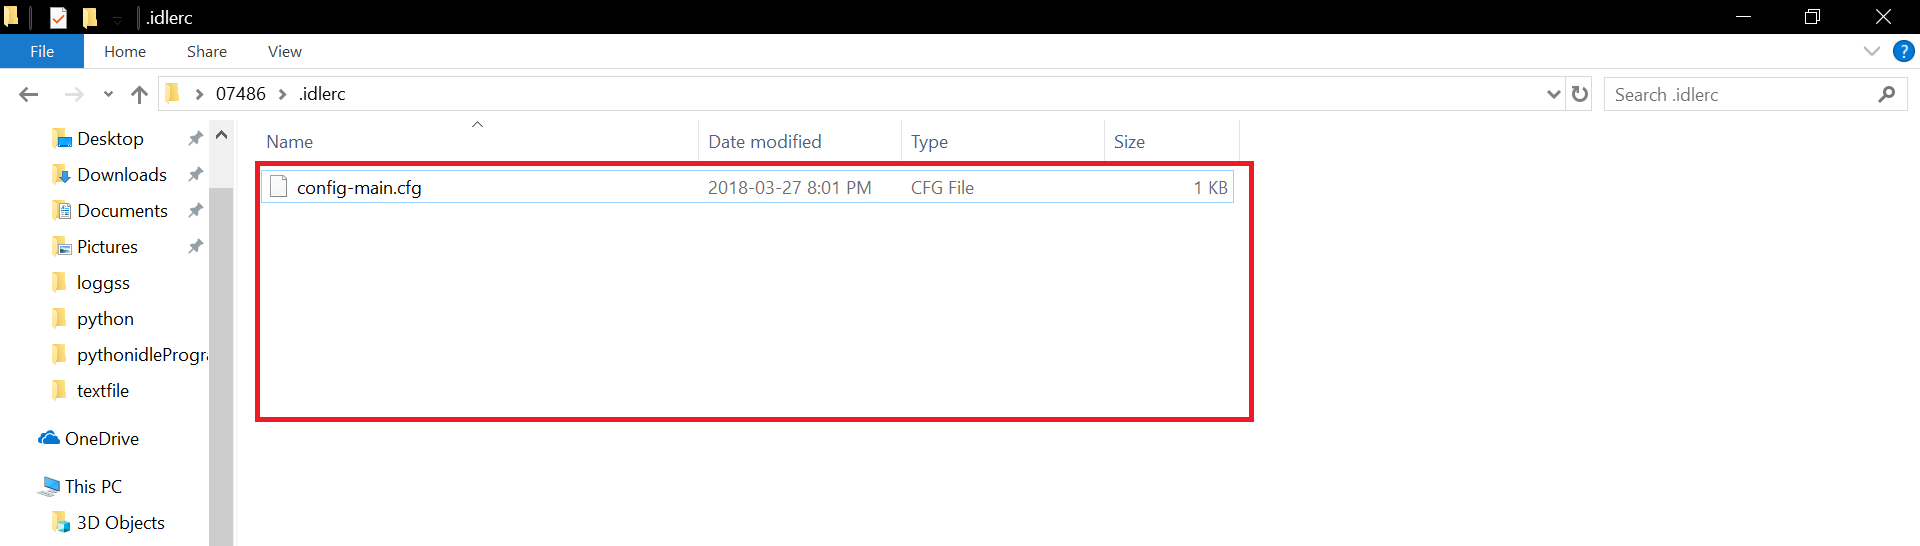 .idlerc
File Home Share View
?
07486 .idlerc
Search .idlerc
Name Date modified Type Size
config-main.cfg 2018-03-27 8:01 PM CFG File 1 KB
Desktop
Downloads
Documents
Pictures
loggss
python
pythonidleProgra
textfile
OneDrive
This PC
3D Objects